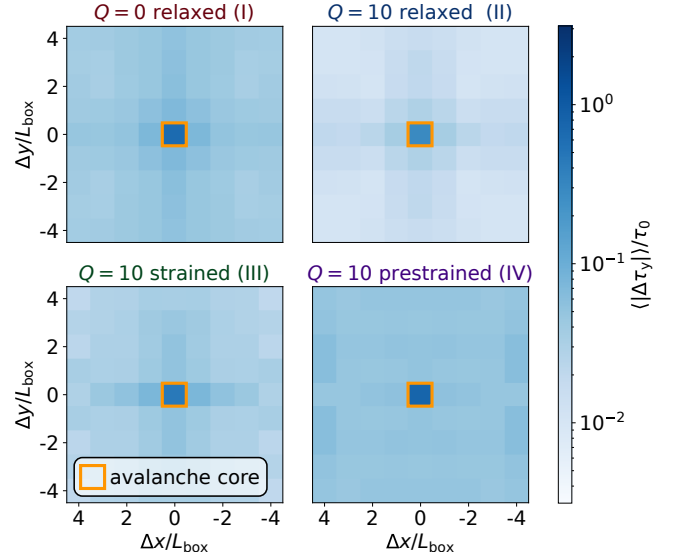 Q = 0 relaxed (I)
Q = 10 relaxed (II)
4
2
0
-2
-4
Δy/L_box
10⁰
10⁻¹
10⁻²
⟨|Δτ_y|⟩/τ_0
Q = 10 strained (III)
Q = 10 prestrained (IV)
4
2
0
-2
-4
Δy/L_box
avalanche core
4 2 0 -2 -4
4 2 0 -2 -4
Δx/L_box
Δx/L_box